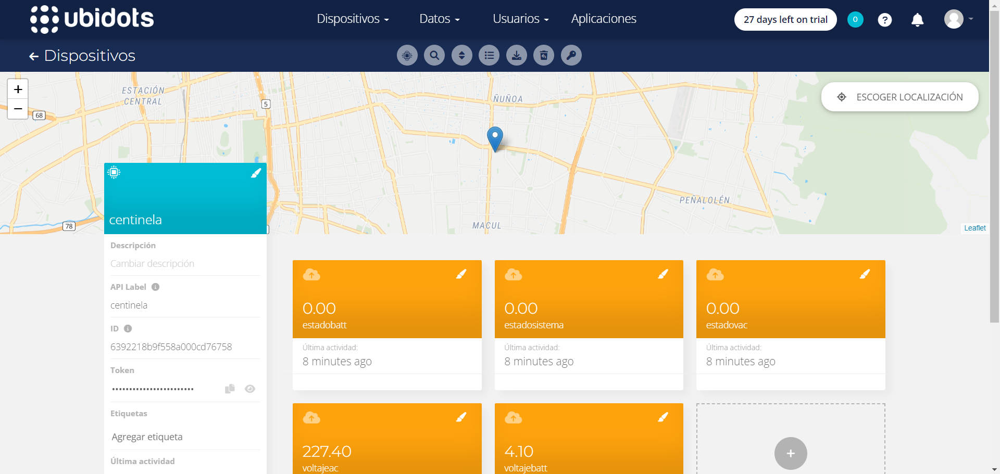 ubidots
Dispositivos
Datos
Usuarios
Aplicaciones
27 days left on trial
0
?
Dispositivos
+
−
ESCOGER LOCALIZACIÓN
ESTACIÓN
CENTRAL
ÑUÑOA
5
68
PEÑALOLÉN
MACUL
78
Leaflet
centinela
Descripción
Cambiar descripción
API Label
centinela
ID
6392218b9f558a000cd76758
Token
Etiquetas
Agregar etiqueta
Última actividad
0.00
estadobatt
Última actividad:
8 minutes ago
0.00
estadosistema
Última actividad:
8 minutes ago
0.00
estadovac
Última actividad:
8 minutes ago
227.40
voltajeac
4.10
voltajebatt
+